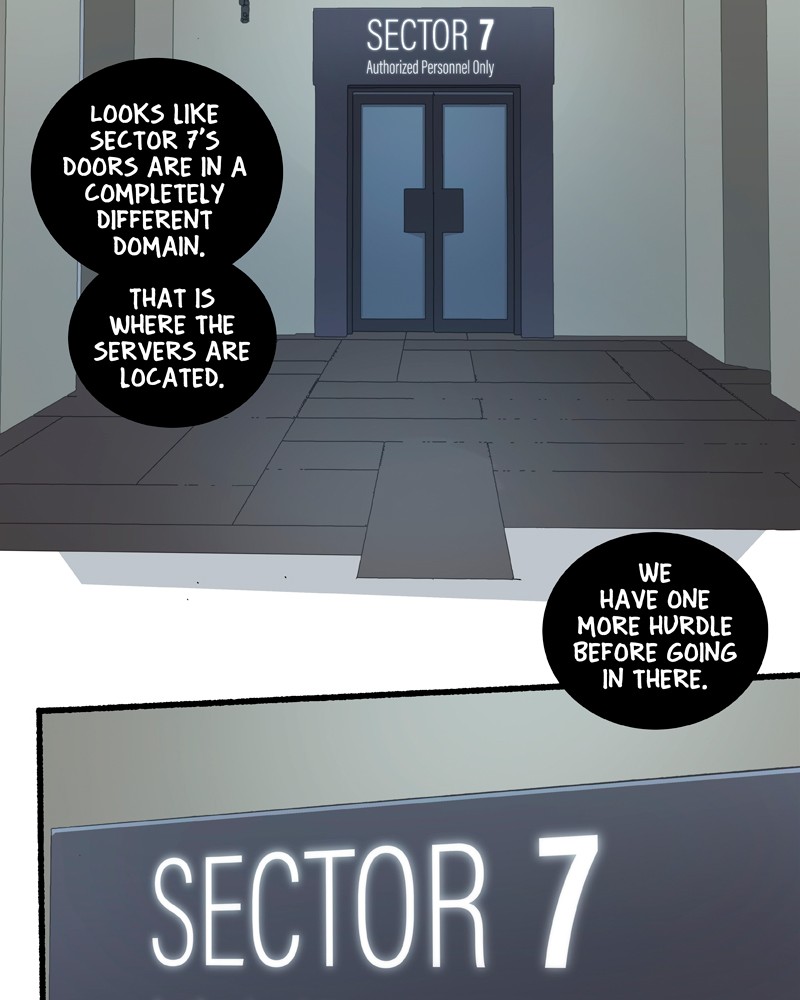 SECTOR 7
Authorized Personnel Only
LOOKS LIKE
SECTOR 7'S
DOORS ARE IN A
COMPLETELY
DIFFERENT
DOMAIN.
THAT IS
WHERE THE
SERVERS ARE
LOCATED.
WE
HAVE ONE
MORE HURDLE
BEFORE GOING
IN THERE.
SECTOR 7